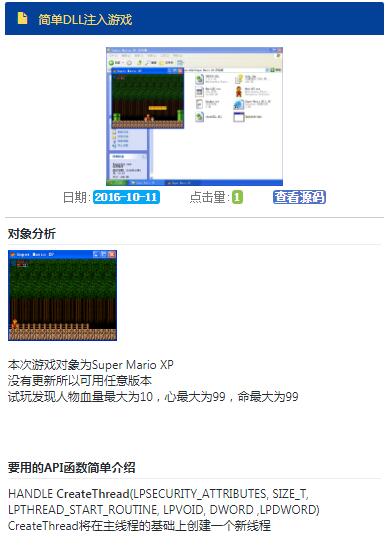 简单DLL注入游戏
日期: 2016-10-11 点击量: 1 查看源码
对象分析
Super Mario XP
本次游戏对象为Super Mario XP
没有更新所以可用任意版本
试玩发现人物血量最大为10，心最大为99，命最大为99
要用的API函数简单介绍
HANDLE CreateThread(LPSECURITY_ATTRIBUTES, SIZE_T,
LPTHREAD_START_ROUTINE, LPVOID, DWORD ,LPDWORD)
CreateThread将在主线程的基础上创建一个新线程